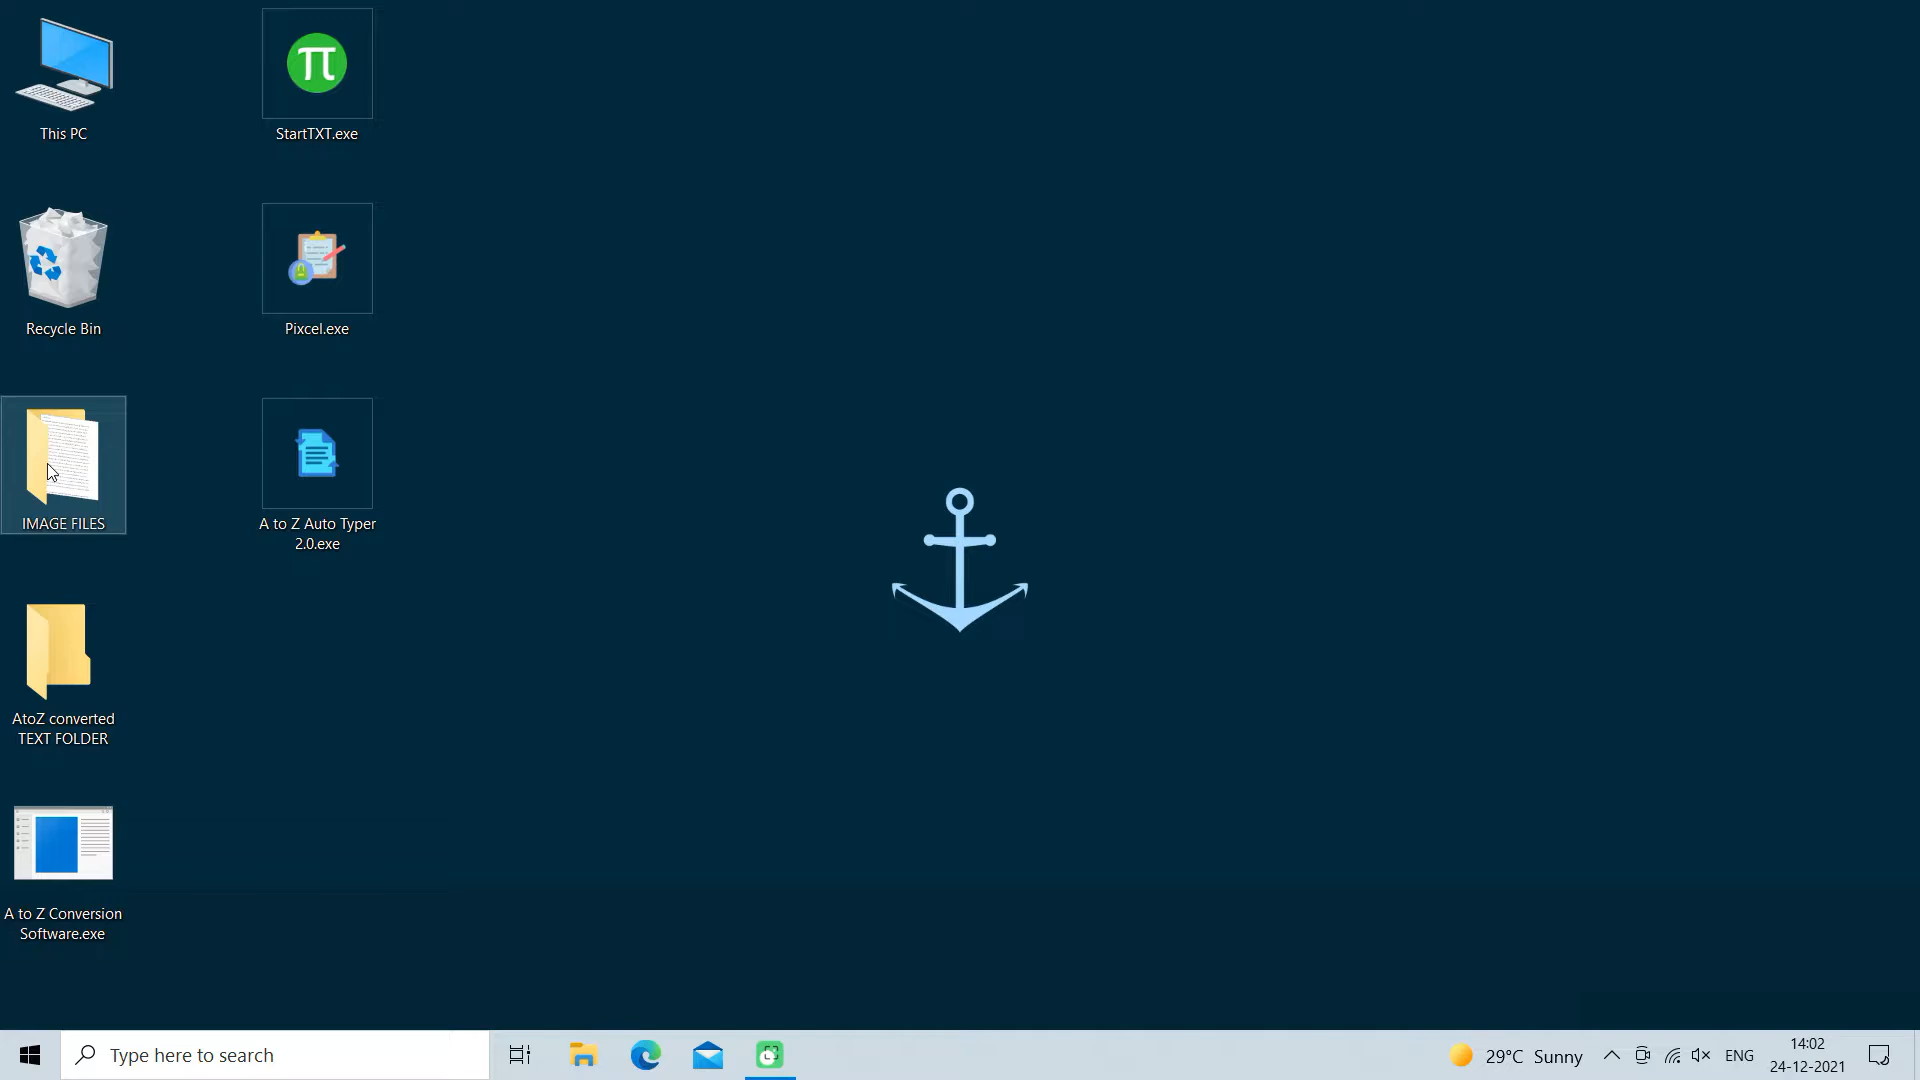 This PC
StartTXT.exe
Recycle Bin
Pixcel.exe
IMAGE FILES
A to Z Auto Typer
2.0.exe
AtoZ converted
TEXT FOLDER
A to Z Conversion
Software.exe
Type here to search
29°C Sunny
ENG
14:02
24-12-2021